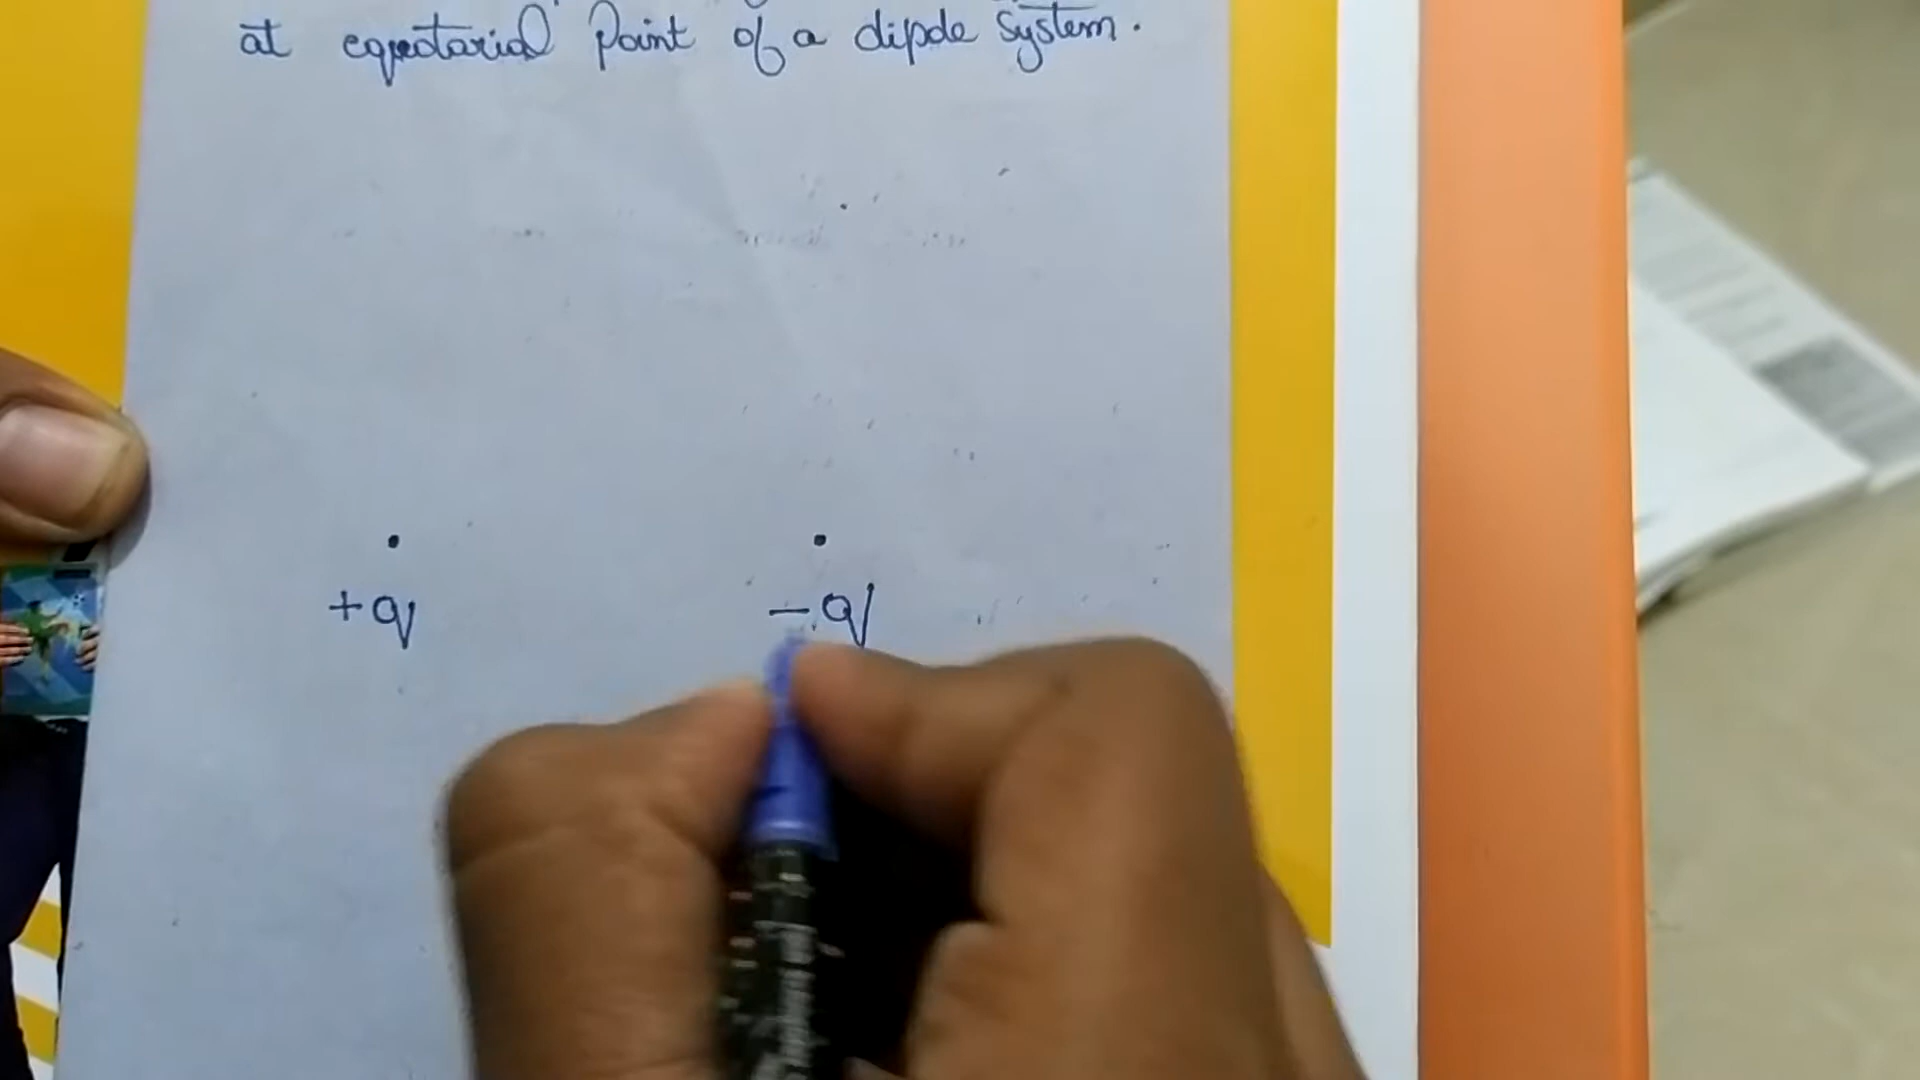 at equatorial Point of a dipole System.
+q -q